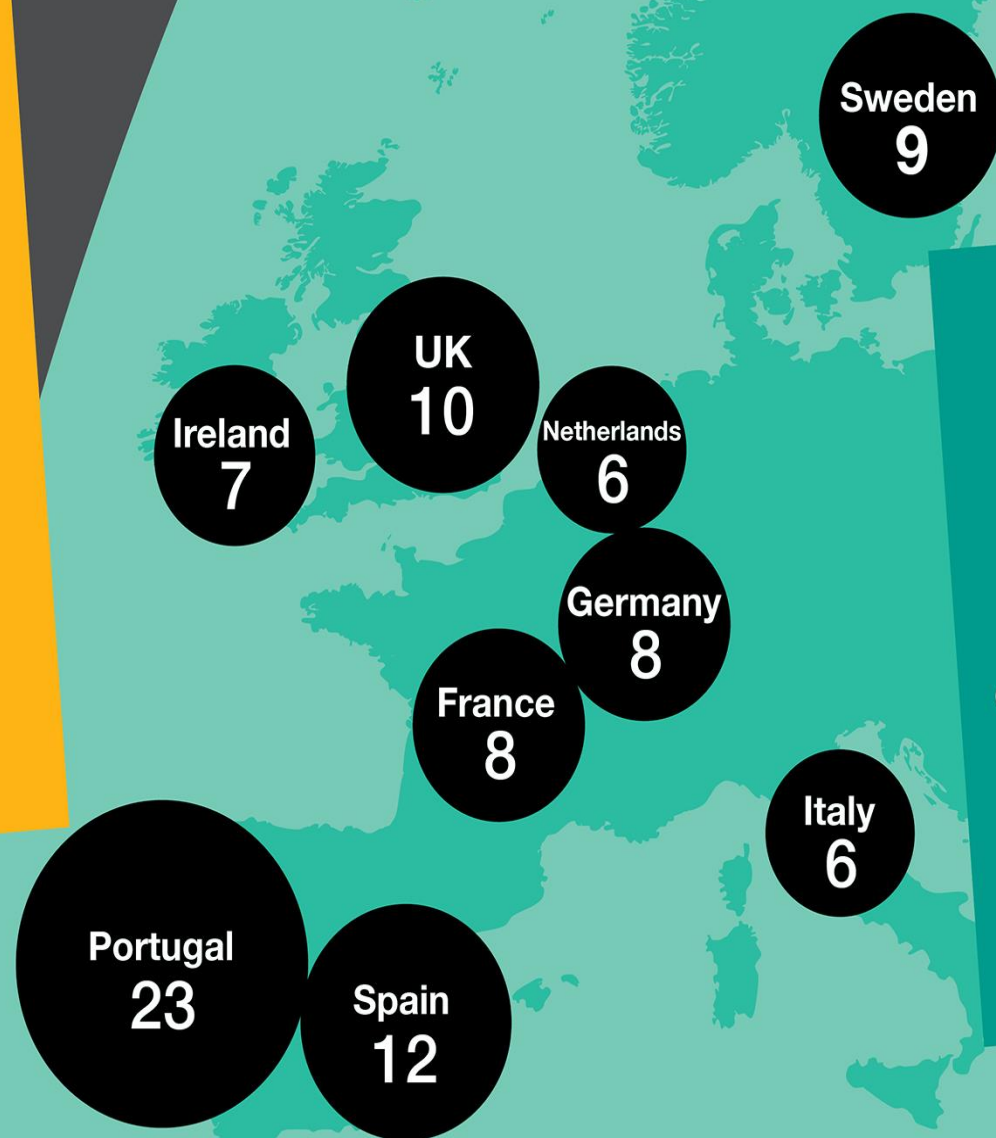 Sweden
9
UK
10
Ireland
7
Netherlands
6
Germany
8
France
8
Italy
6
Portugal
23
Spain
12